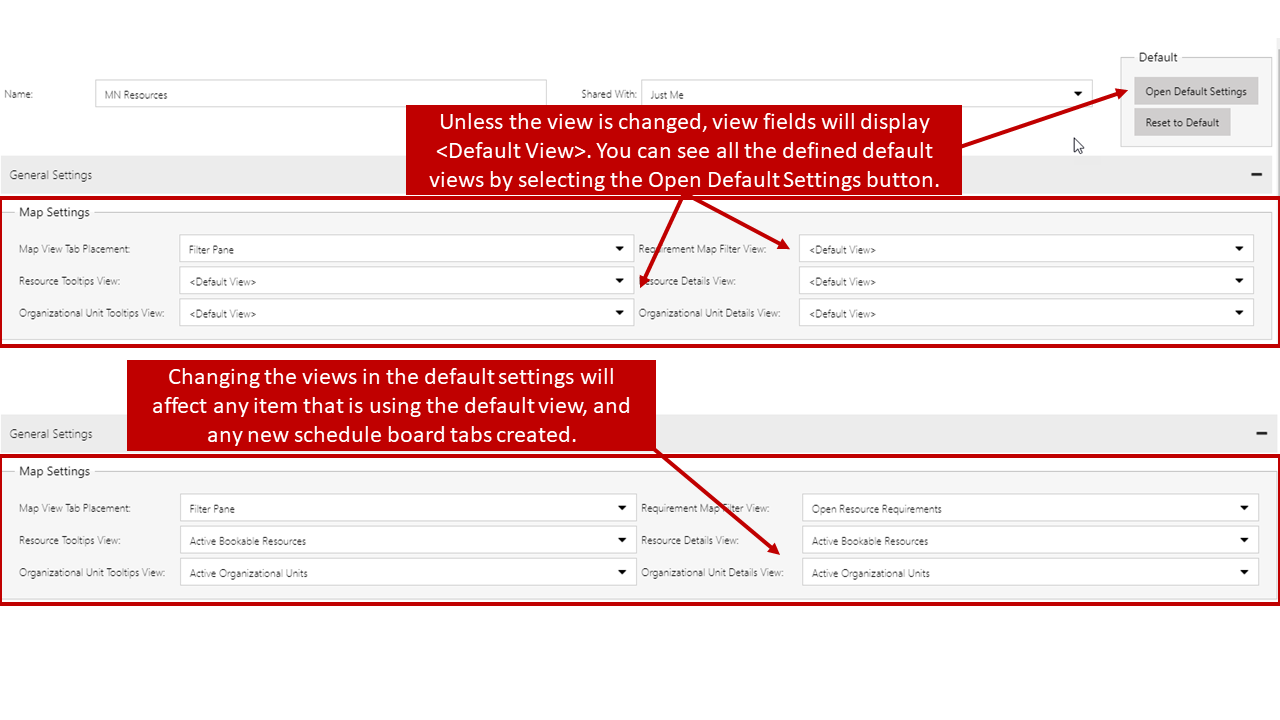 Default
Name:
MN Resources
Shared With:
Just Me
Open Default Settings
Reset to Default
Unless the view is changed, view fields will display
<Default View>. You can see all the defined default
views by selecting the Open Default Settings button.
General Settings
Map Settings
Map View Tab Placement:
Filter Pane
Requirement Map Filter View:
<Default View>
Resource Tooltips View:
<Default View>
Resource Details View:
<Default View>
Organizational Unit Tooltips View:
<Default View>
Organizational Unit Details View:
<Default View>
Changing the views in the default settings will
affect any item that is using the default view, and
any new schedule board tabs created.
General Settings
Map Settings
Map View Tab Placement:
Filter Pane
Requirement Map Filter View:
Open Resource Requirements
Resource Tooltips View:
Active Bookable Resources
Resource Details View:
Active Bookable Resources
Organizational Unit Tooltips View:
Active Organizational Units
Organizational Unit Details View:
Active Organizational Units